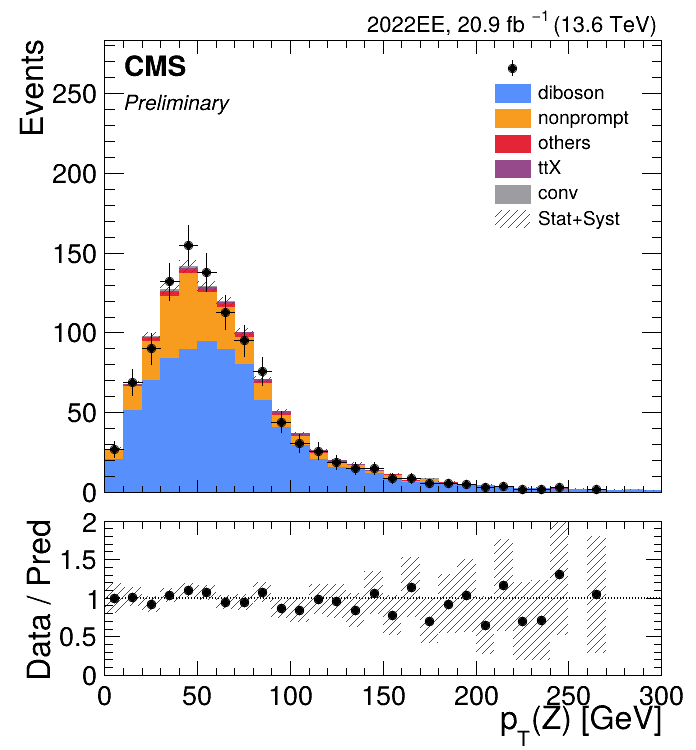 2022EE, 20.9 fb⁻¹ (13.6 TeV)
CMS
Preliminary
diboson
nonprompt
others
ttX
conv
Stat+Syst
Events
250
200
150
100
50
0
Data / Pred
2
1.5
1
0.5
0
0 50 100 150 200 250 300
p_T(Z) [GeV]